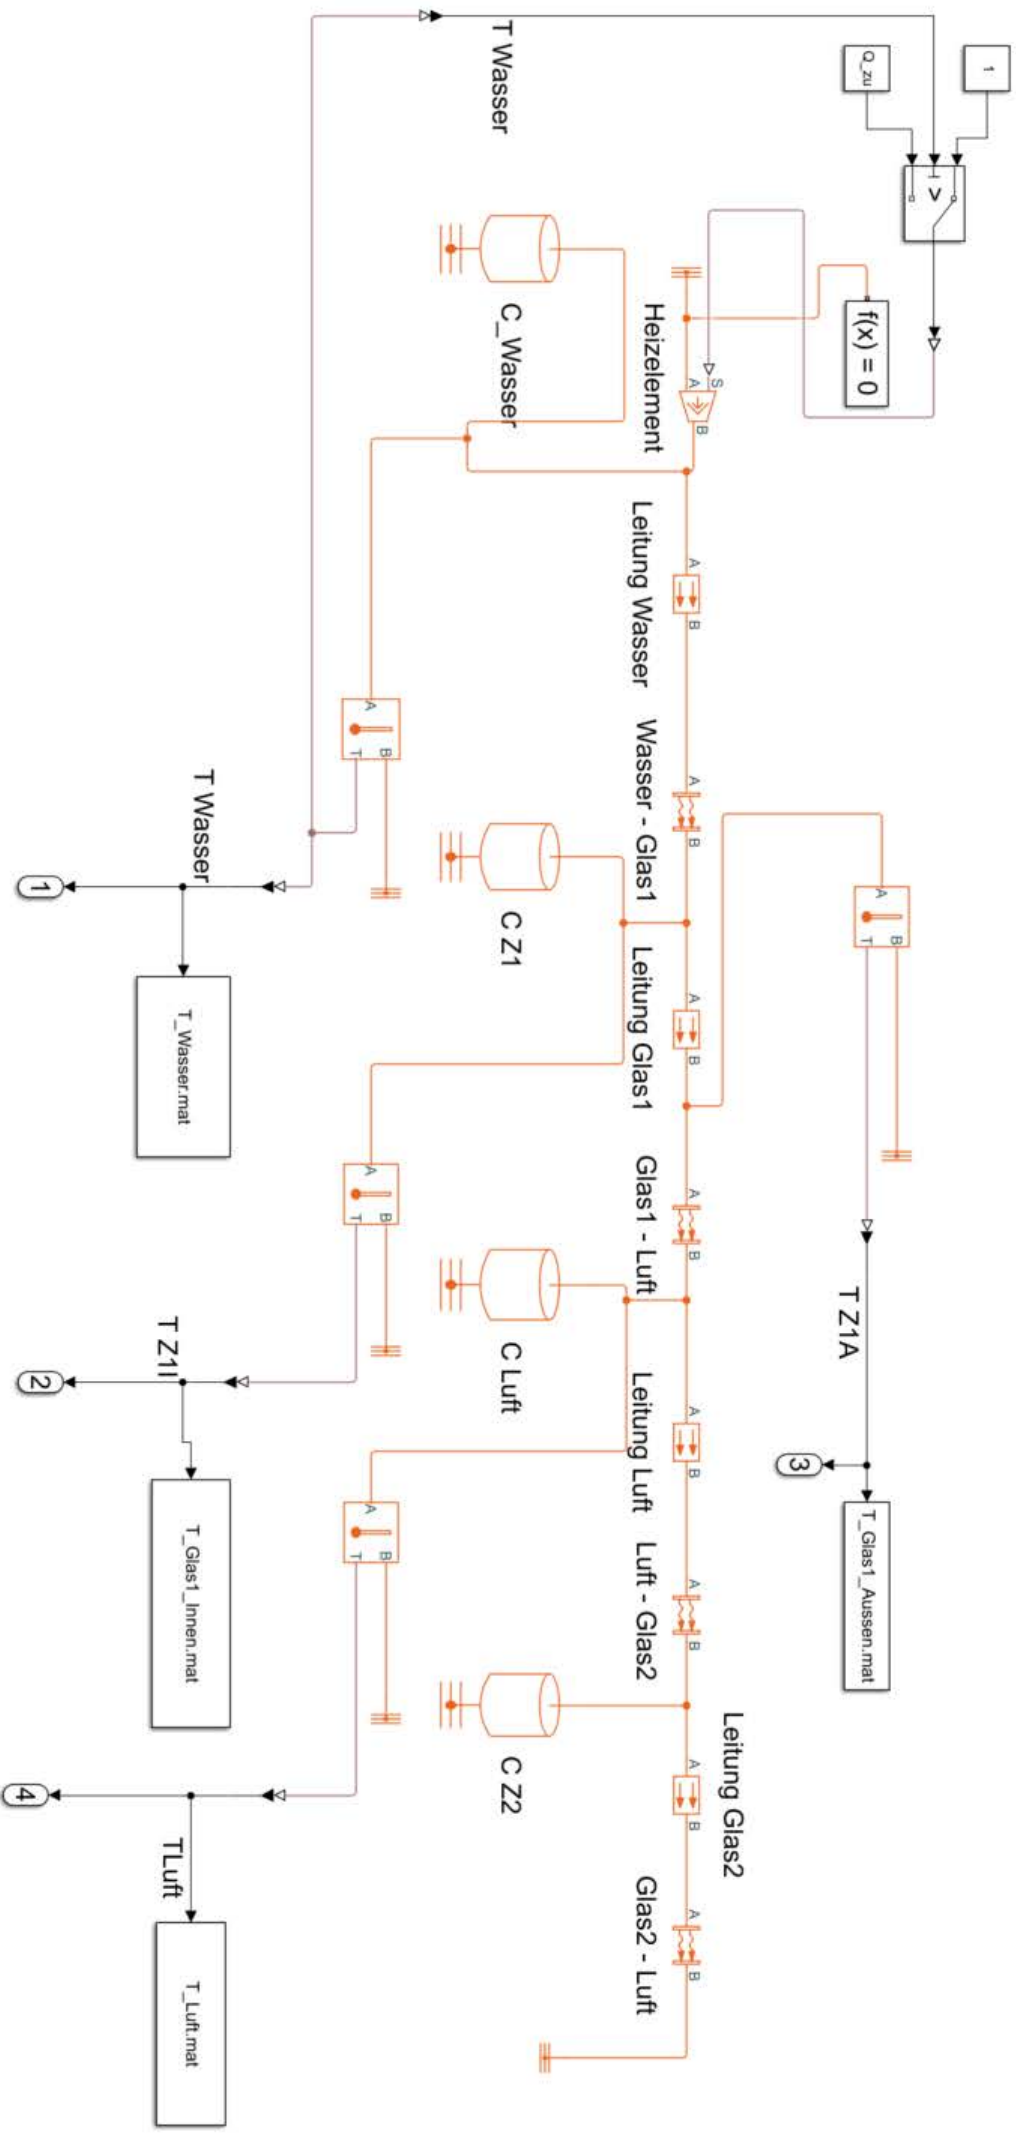 1
Q_zu
>
T Wasser
f(x) = 0
S
A
B
Heizelement
C_Wasser
A
B
Leitung Wasser
A
B
Wasser - Glas1
A
B
Leitung Glas1
A
B
Glas1 - Luft
A
B
Leitung Luft
A
B
Luft - Glas2
A
B
Leitung Glas2
A
B
Glas2 - Luft
A
B
T
T Z1A
3
T_Glas1_Aussen.mat
C Z1
C Luft
C Z2
A
B
T
T Wasser
1
T_Wasser.mat
A
B
T
T Z1I
2
T_Glas1_Innen.mat
A
B
T
TLuft
4
T_Luft.mat